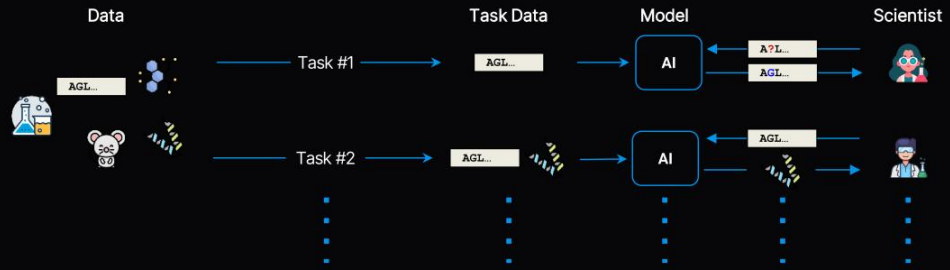 Data
Task Data
Model
Scientist
Task #1
AGL…
AI
A?L…
AGL…
AGL…
Task #2
AGL…
AI
AGL…